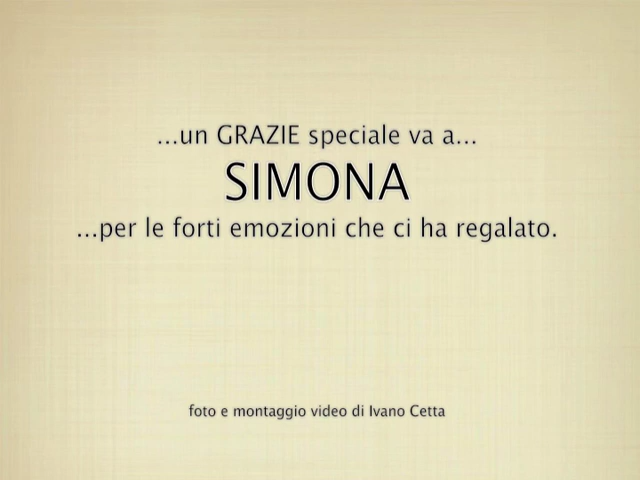 ...un GRAZIE speciale va a...
SIMONA
...per le forti emozioni che ci ha regalato.
foto e montaggio video di Ivano Cetta